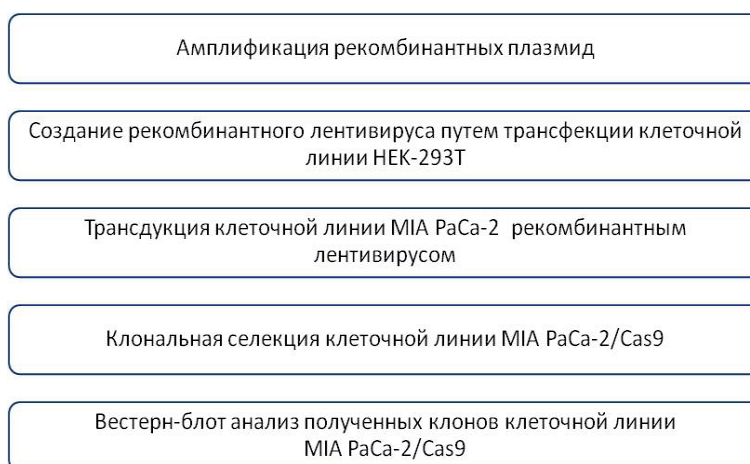 Амплификация рекомбинантных плазмид
Создание рекомбинантного лентивируса путем трансфекции клеточной
линии НЕК-293Т
Трансдукция клеточной линии MIA PaCa-2 рекомбинантным
лентивирусом
Клональная селекция клеточной линии MIA PaCa-2/Cas9
Вестерн-блот анализ полученных клонов клеточной линии
MIA PaCa-2/Cas9